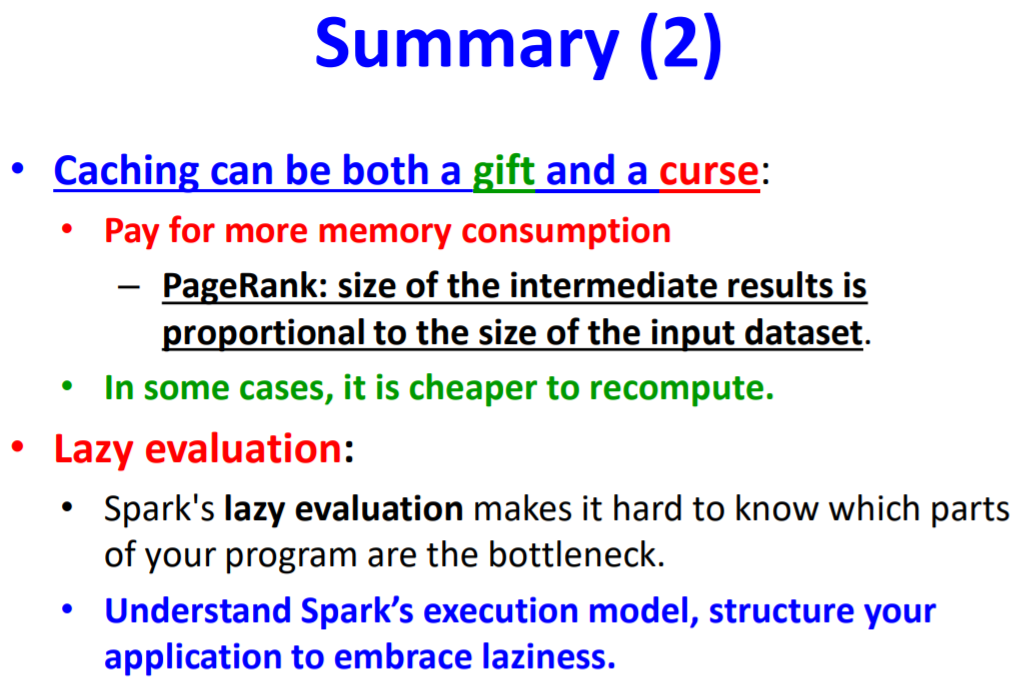 Summary (2)
• Caching can be both a gift and a curse:
• Pay for more memory consumption
– PageRank: size of the intermediate results is
proportional to the size of the input dataset.
• In some cases, it is cheaper to recompute.
• Lazy evaluation:
• Spark's lazy evaluation makes it hard to know which parts
of your program are the bottleneck.
• Understand Spark’s execution model, structure your
application to embrace laziness.